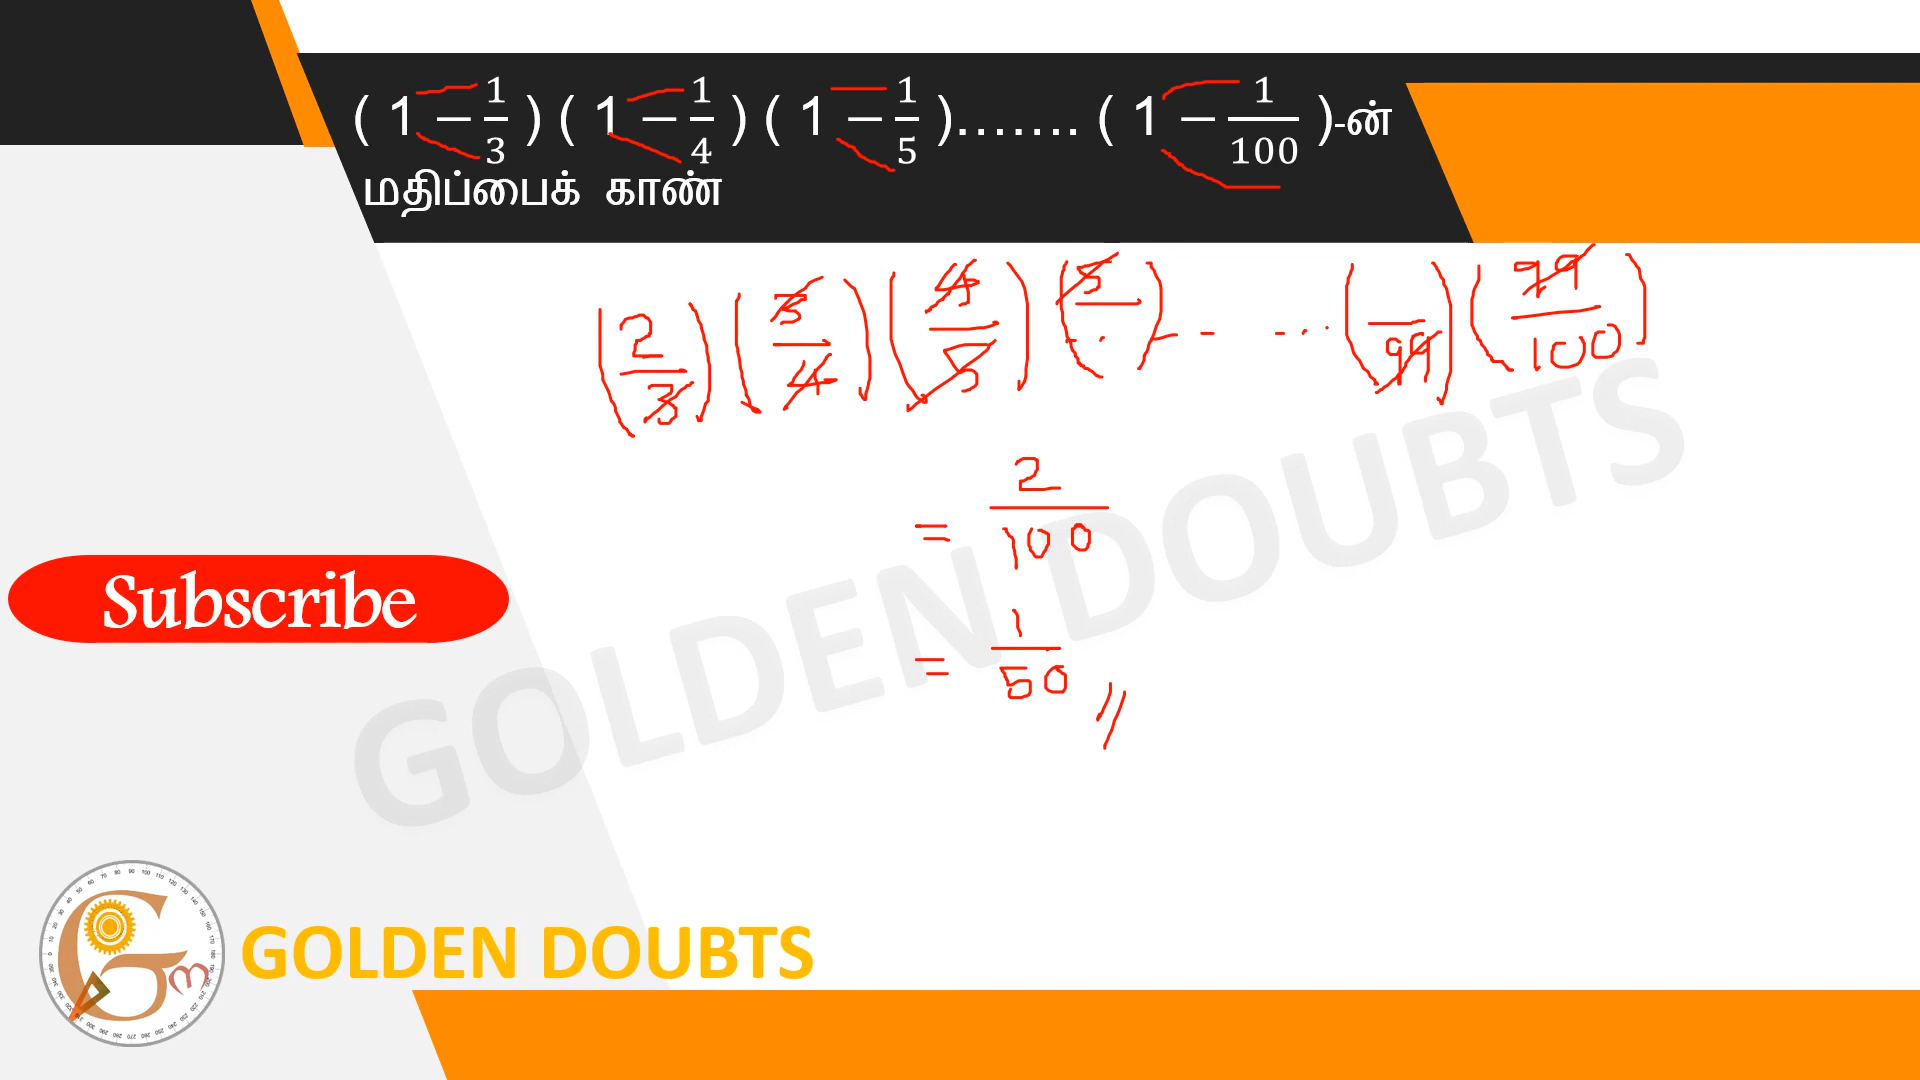 ( 1 − 1/3 ) ( 1 − 1/4 ) ( 1 − 1/5 )....... ( 1 − 1/100 )-ன்
மதிப்பைக் காண்
(2/3) (3/4) (4/5) (5/.) -- - ... (/99) (99/100)
= 2/100
= 1/50 //
Subscribe
GOLDEN DOUBTS
GOLDEN DOUBTS